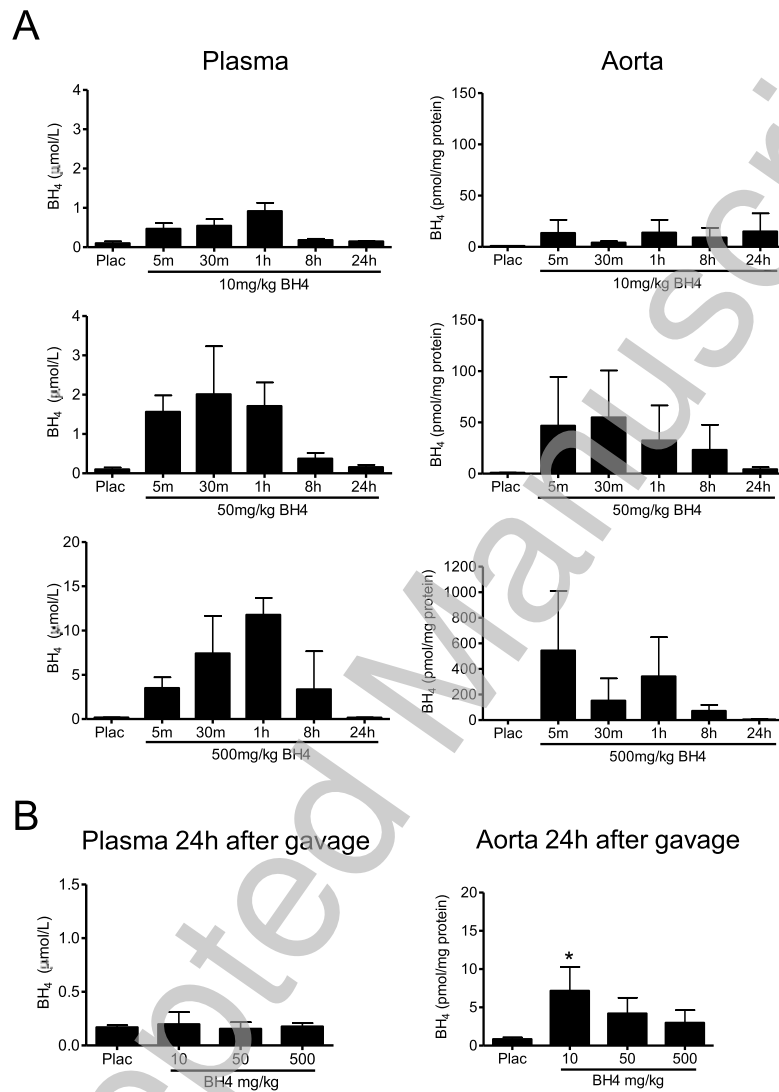 A
Plasma
Aorta
BH₄ (μmol/L)
4
3
2
1
0
Plac 5m 30m 1h 8h 24h
10mg/kg BH4
BH₄ (pmol/mg protein)
150
100
50
0
Plac 5m 30m 1h 8h 24h
10mg/kg BH4
BH₄ (μmol/L)
4
3
2
1
0
Plac 5m 30m 1h 8h 24h
50mg/kg BH4
BH₄ (pmol/mg protein)
150
100
50
0
Plac 5m 30m 1h 8h 24h
50mg/kg BH4
BH₄ (μmol/L)
20
15
10
5
0
Plac 5m 30m 1h 8h 24h
500mg/kg BH4
BH₄ (pmol/mg protein)
1200
1000
800
600
400
200
0
Plac 5m 30m 1h 8h 24h
500mg/kg BH4
B
Plasma 24h after gavage
Aorta 24h after gavage
BH₄ (μmol/L)
1.5
1.0
0.5
0.0
Plac 10 50 500
BH4 mg/kg
BH₄ (pmol/mg protein)
20
15
10
5
0
*
Plac 10 50 500
BH4 mg/kg
epted Manuscri